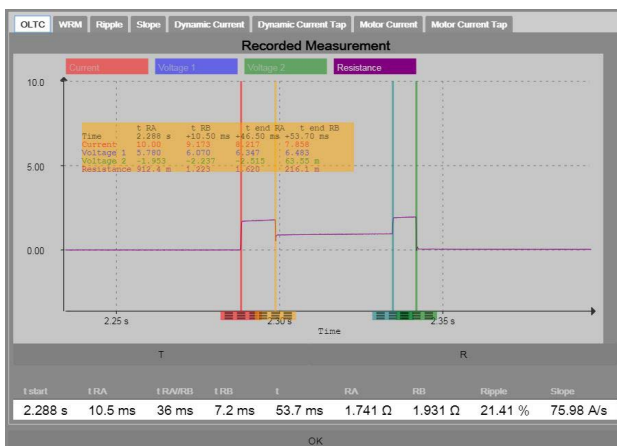 OLTC WRM Ripple Slope Dynamic Current Dynamic Current Tap Motor Current Motor Current Tap
Recorded Measurement
Current Voltage 1 Voltage 2 Resistance
10.0
t RA t RB t end RA t end RB
Time 2.288 s +10.50 ms +46.50 ms +53.70 ms
Current 10.00 9.173 8.217 7.858
Voltage 1 5.780 6.070 6.347 6.483
Voltage 2 -1.953 -2.237 -2.515 63.55 m
Resistance 912.4 m 1.223 1.620 216.1 m
5.00
0.00
2.25 s 2.30 s 2.35 s
Time
T R
t start t RA t RA/RB t RB t RA RB Ripple Slope
2.288 s 10.5 ms 36 ms 7.2 ms 53.7 ms 1.741 Ω 1.931 Ω 21.41 % 75.98 A/s
OK